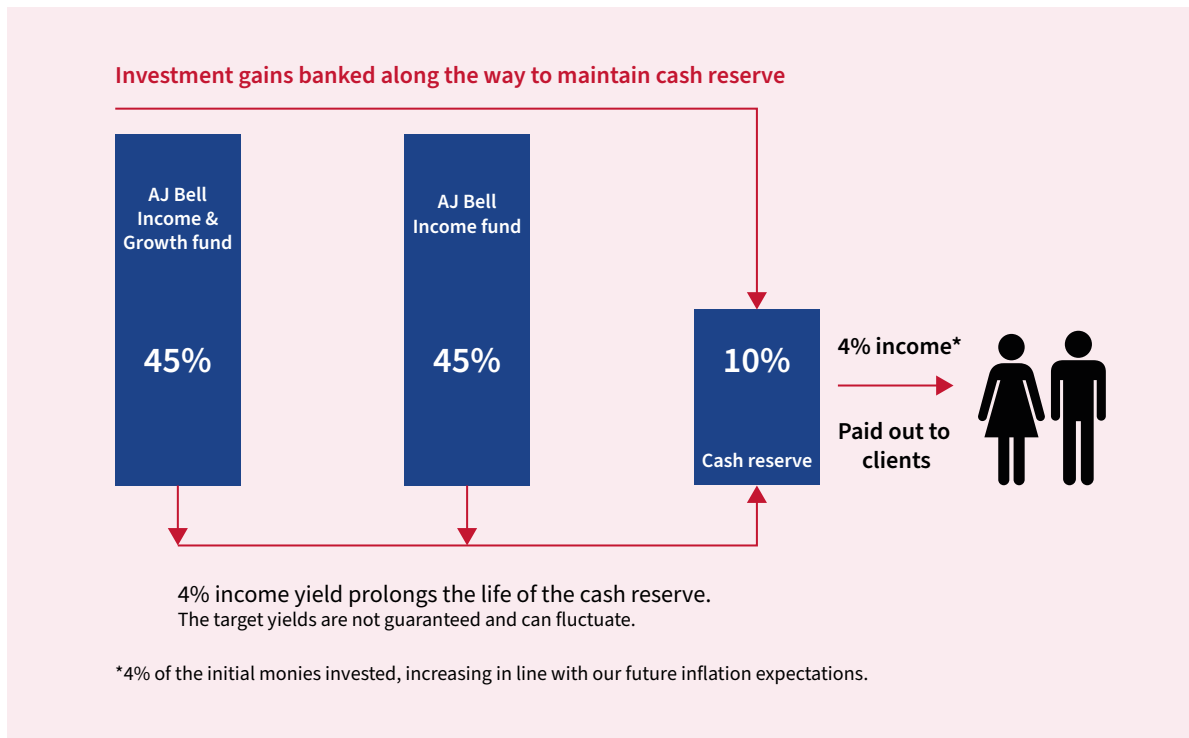 Investment gains banked along the way to maintain cash reserve
AJ Bell
Income &
Growth fund
45%
AJ Bell
Income fund
45%
10%
Cash reserve
4% income*
Paid out to
clients
4% income yield prolongs the life of the cash reserve.
The target yields are not guaranteed and can fluctuate.
*4% of the initial monies invested, increasing in line with our future inflation expectations.